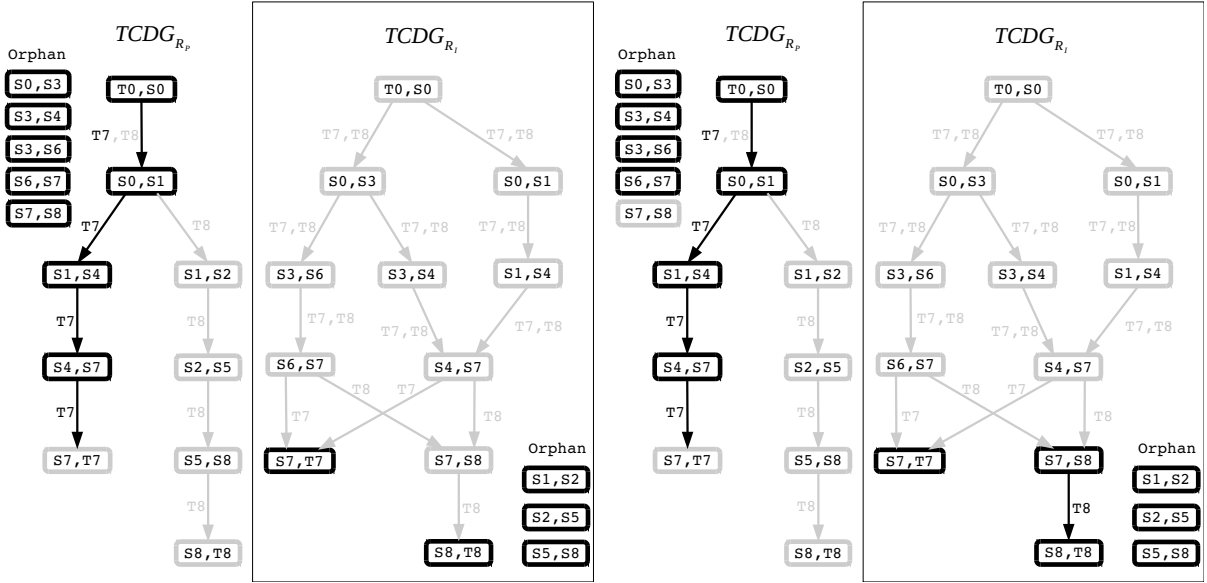 TCDG_{R_P}
Orphan
S0,S3
S3,S4
S3,S6
S6,S7
S7,S8
T0,S0
T7,T8
S0,S1
T7
T8
S1,S4
S1,S2
T7
T8
S4,S7
S2,S5
T7
T8
S7,T7
S5,S8
T8
S8,T8
TCDG_{R_I}
T0,S0
T7,T8
T7,T8
S0,S3
S0,S1
T7,T8
T7,T8
T7,T8
S3,S6
S3,S4
S1,S4
T7,T8
T7,T8
T7,T8
S6,S7
S4,S7
T7
T8
T7
T8
S7,T7
S7,S8
T8
S8,T8
Orphan
S1,S2
S2,S5
S5,S8
TCDG_{R_P}
Orphan
S0,S3
S3,S4
S3,S6
S6,S7
S7,S8
T0,S0
T7,T8
S0,S1
T7
T8
S1,S4
S1,S2
T7
T8
S4,S7
S2,S5
T7
T8
S7,T7
S5,S8
T8
S8,T8
TCDG_{R_I}
T0,S0
T7,T8
T7,T8
S0,S3
S0,S1
T7,T8
T7,T8
T7,T8
S3,S6
S3,S4
S1,S4
T7,T8
T7,T8
T7,T8
S6,S7
S4,S7
T7
T8
T7
T8
S7,T7
S7,S8
T8
S8,T8
Orphan
S1,S2
S2,S5
S5,S8